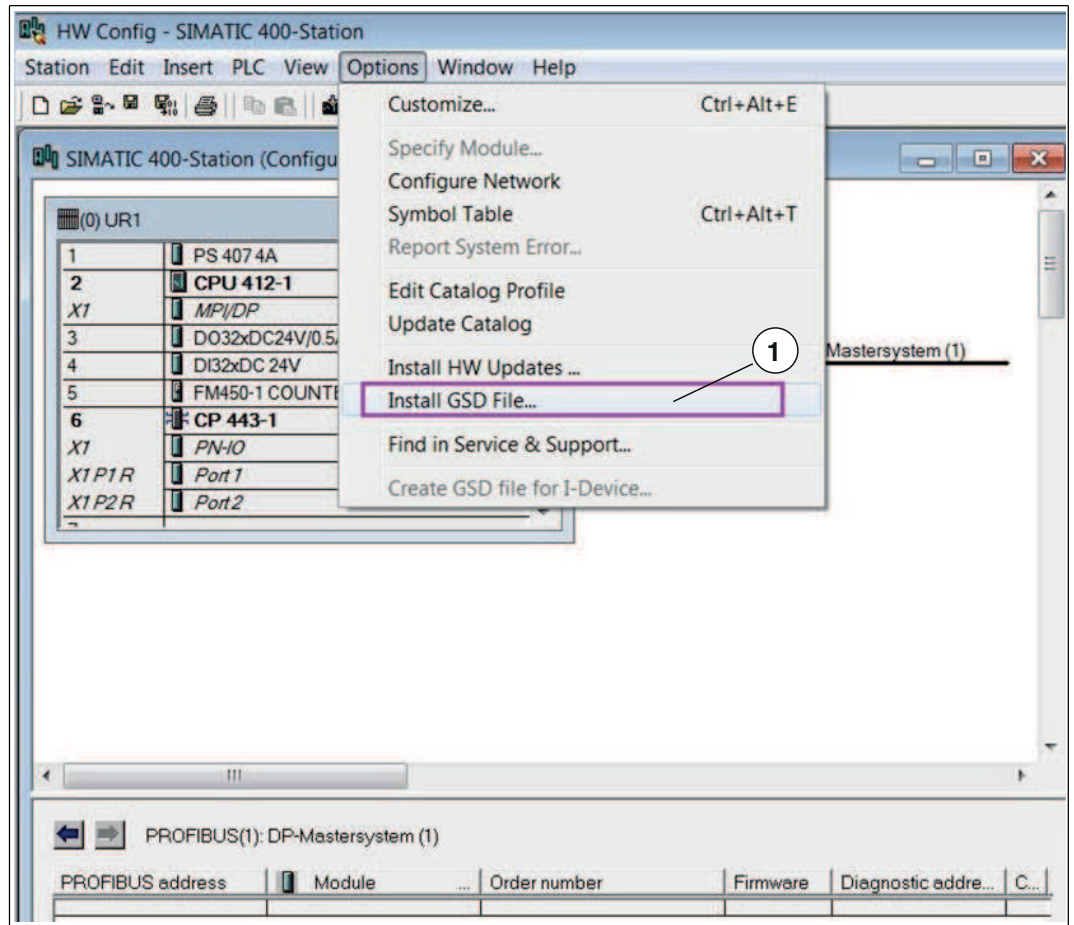 HW Config - SIMATIC 400-Station
Station Edit Insert PLC View Options Window Help
SIMATIC 400-Station (Configu
Customize... Ctrl+Alt+E
Specify Module...
Configure Network
Symbol Table Ctrl+Alt+T
Report System Error...
Edit Catalog Profile
Update Catalog
Install HW Updates ...
Install GSD File...
Find in Service & Support...
Create GSD file for I-Device...
1
(0) UR1
1 PS 407 4A
2 CPU 412-1
X1 MPI/DP
3 DO32xDC24V/0.5
4 DI32xDC 24V
5 FM450-1 COUNTE
6 CP 443-1
X1 PN-IO
X1 P1 R Port 1
X1 P2 R Port 2
Mastersystem (1)
PROFIBUS(1): DP-Mastersystem (1)
PROFIBUS address Module ... Order number Firmware Diagnostic addre... C...